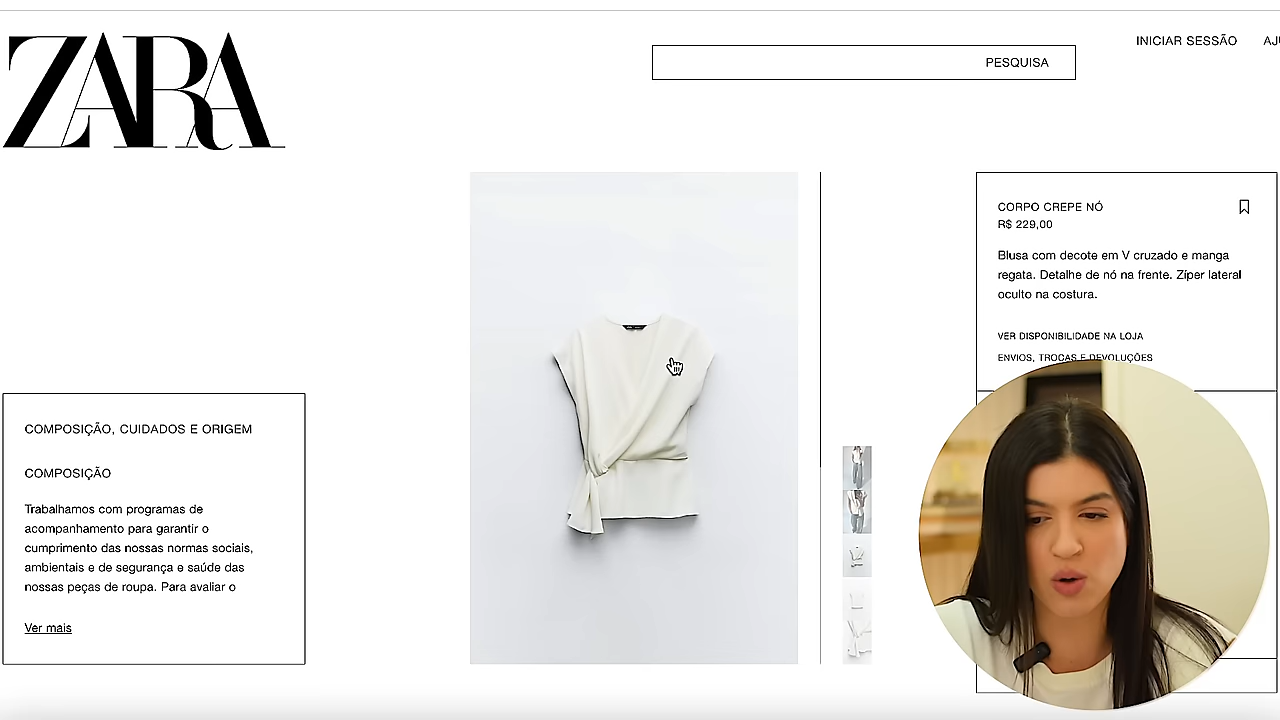 ZARA
PESQUISA
INICIAR SESSÃO
AJU
CORPO CREPE NÓ
R$ 229,00
Blusa com decote em V cruzado e manga
regata. Detalhe de nó na frente. Zíper lateral
oculto na costura.
VER DISPONIBILIDADE NA LOJA
ENVIOS, TROCAS E DEVOLUÇÕES
COMPOSIÇÃO, CUIDADOS E ORIGEM
COMPOSIÇÃO
Trabalhamos com programas de
acompanhamento para garantir o
cumprimento das nossas normas sociais,
ambientais e de segurança e saúde das
nossas peças de roupa. Para avaliar o
Ver mais